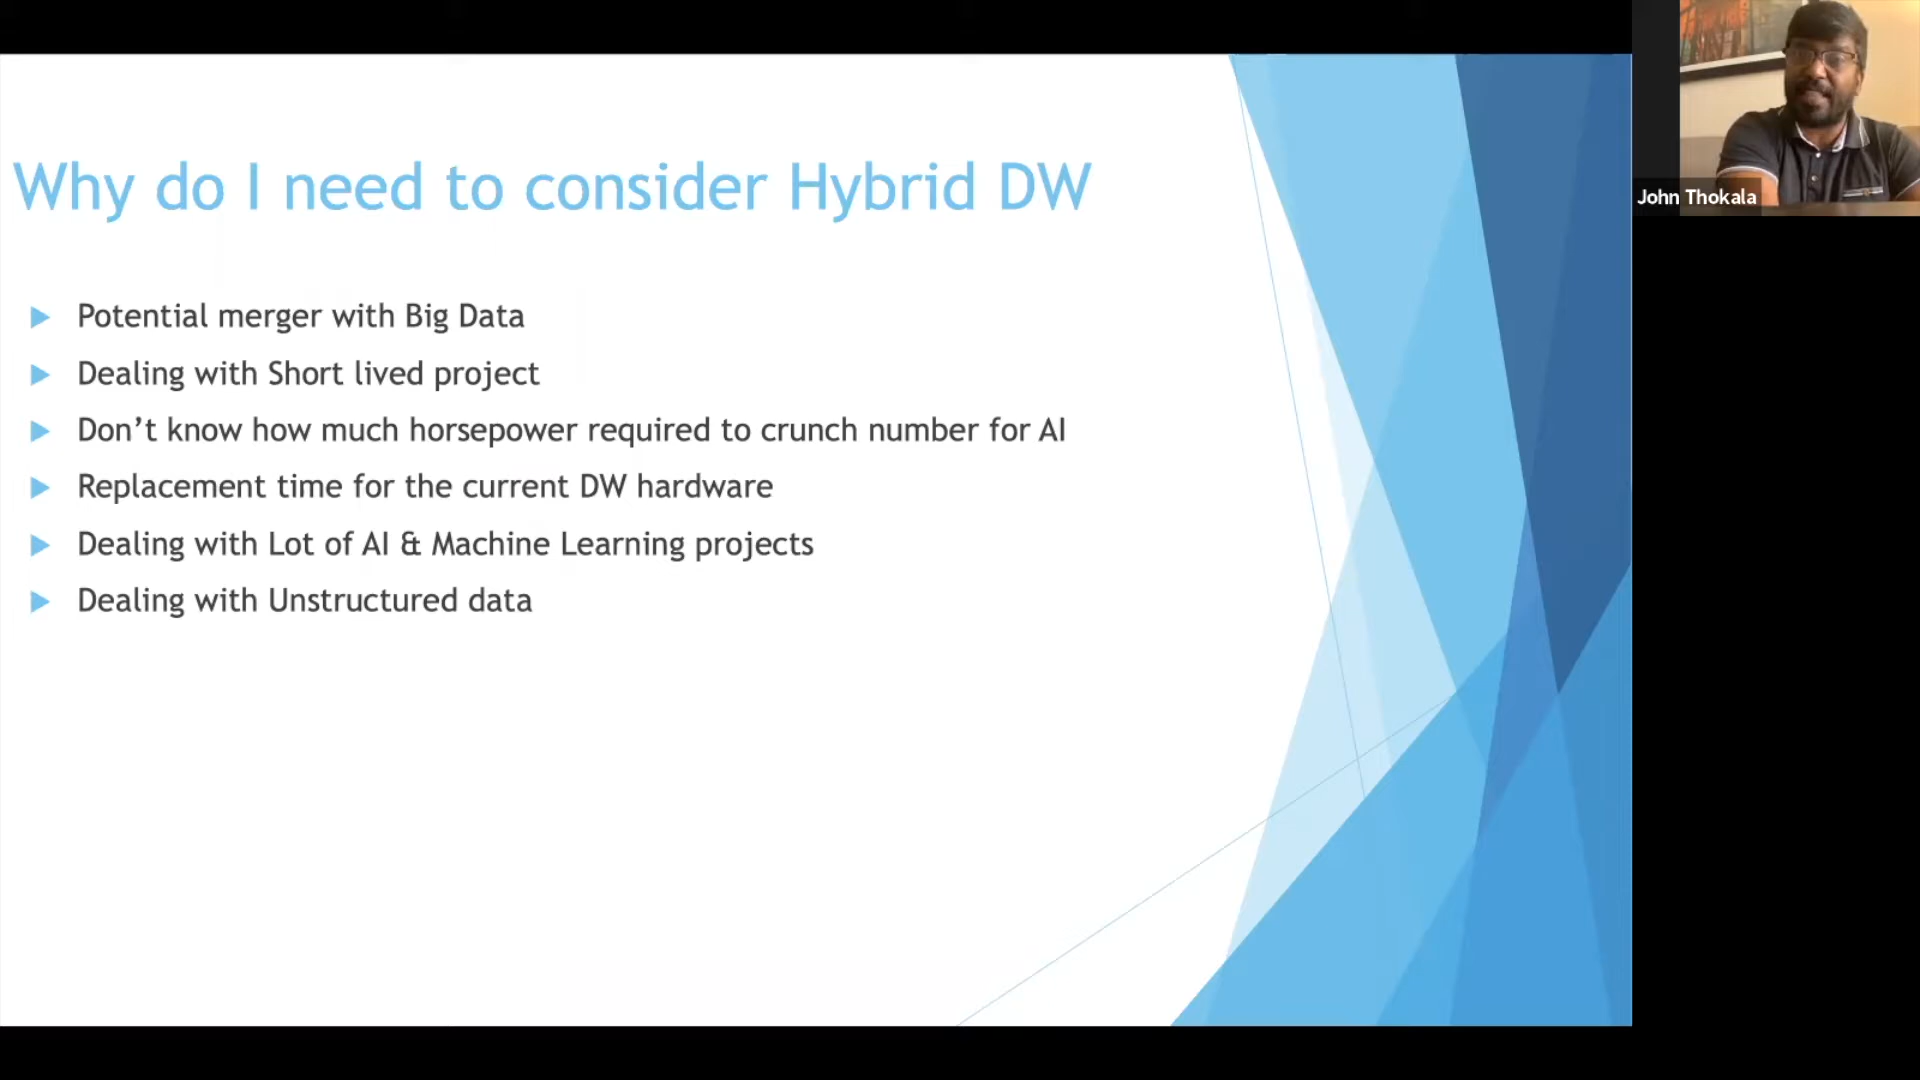 Why do I need to consider Hybrid DW
Potential merger with Big Data
Dealing with Short lived project
Don’t know how much horsepower required to crunch number for AI
Replacement time for the current DW hardware
Dealing with Lot of AI & Machine Learning projects
Dealing with Unstructured data
John Thokala